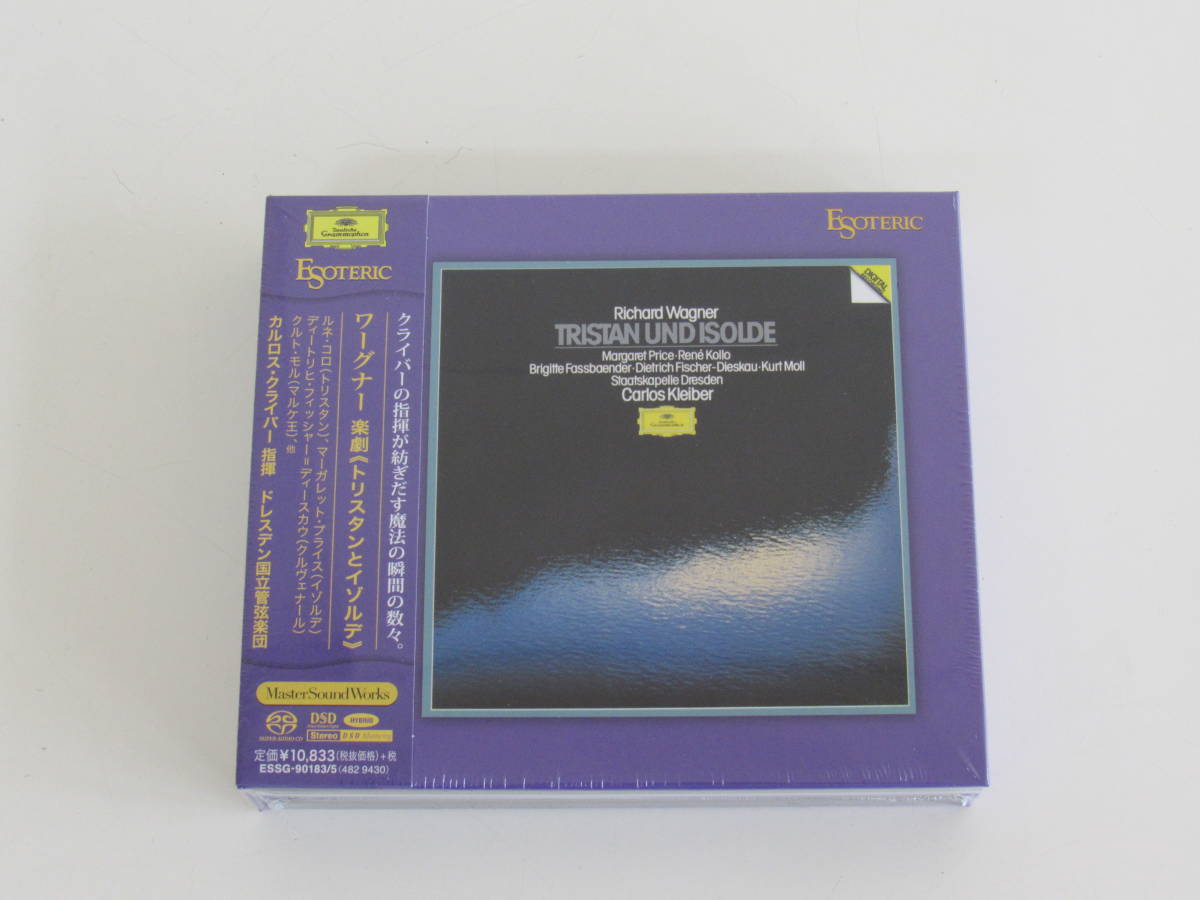 Deutsche
Grammophon
ESOTERIC
クライバーの指揮が紡ぎだす魔法の瞬間の数々。
ワーグナー 楽劇《トリスタンとイゾルデ》
ルネ・コロ(トリスタン)、マーガレット・プライス(イゾルデ)
ディートリヒ・フィッシャー=ディースカウ(クルヴェナール)
クルト・モル(マルケ王)、他
カルロス・クライバー 指揮 ドレスデン国立管弦楽団
MasterSoundWorks
SUPER AUDIO CD
DSD
HYBRID
Stereo
DSD Mastering
定価¥10,833(税抜価格)+税
ESSG-90183/5(482 9430)
ESOTERIC
DIGITAL
Richard Wagner
TRISTAN UND ISOLDE
Margaret Price·René Kollo
Brigitte Fassbaender·Dietrich Fischer-Dieskau·Kurt Moll
Staatskapelle Dresden
Carlos Kleiber
Deutsche
Grammophon